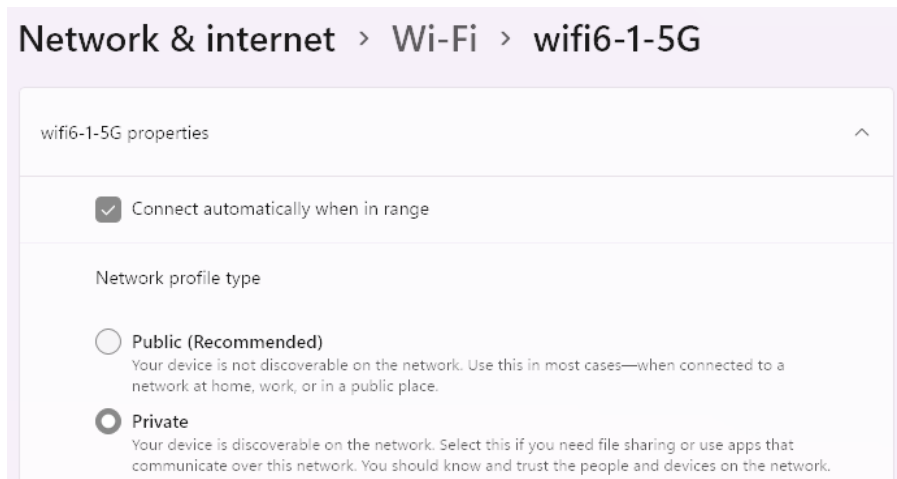 Network & internet > Wi-Fi > wifi6-1-5G
wifi6-1-5G properties
Connect automatically when in range
Network profile type
Public (Recommended)
Your device is not discoverable on the network. Use this in most cases—when connected to a
network at home, work, or in a public place.
Private
Your device is discoverable on the network. Select this if you need file sharing or use apps that
communicate over this network. You should know and trust the people and devices on the network.